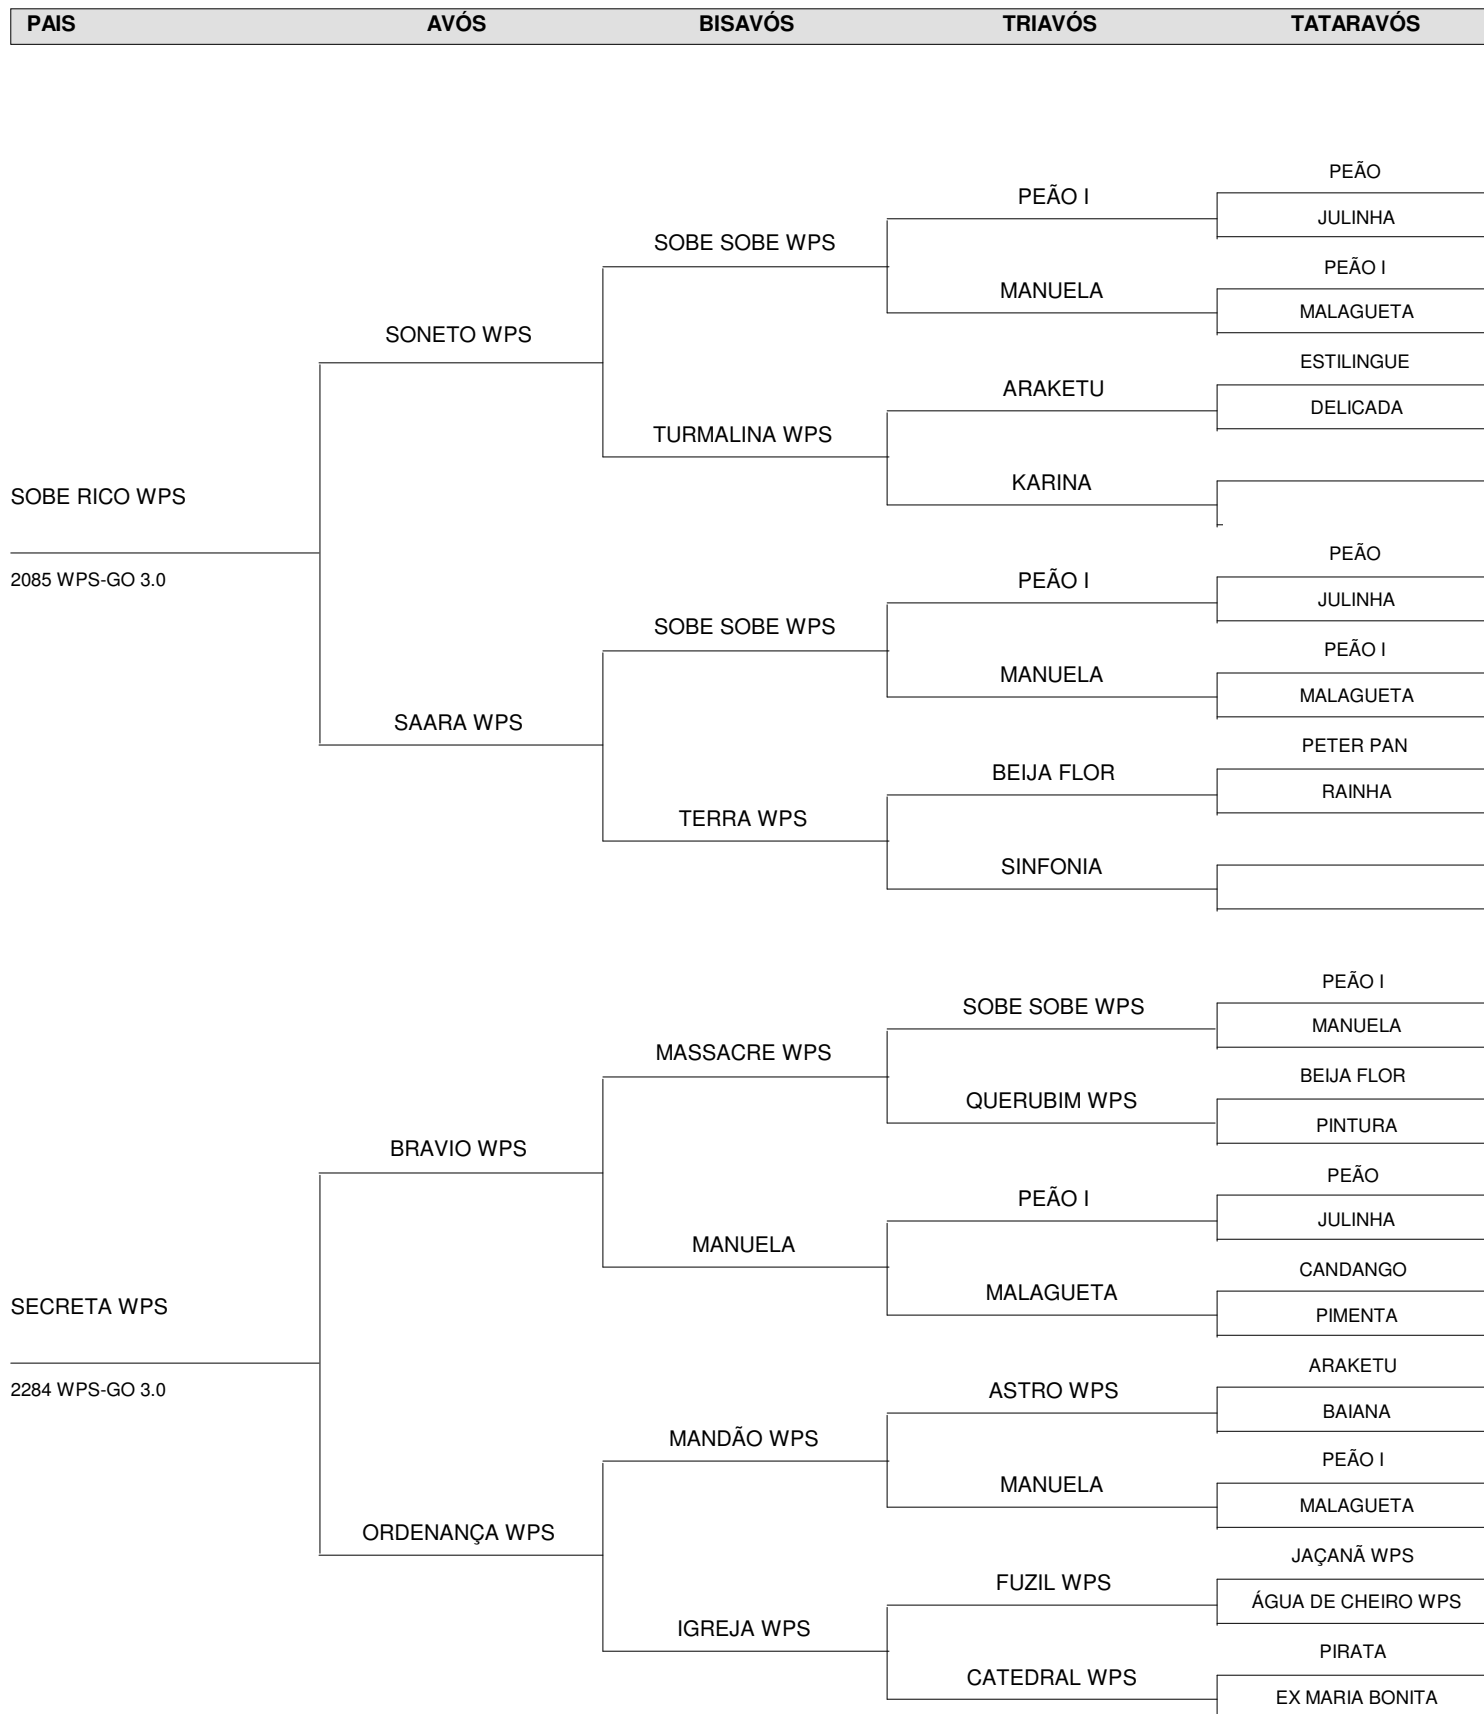 PAIS AVÓS BISAVÓS TRIAVÓS TATARAVÓS
PEÃO
PEÃO I
JULINHA
SOBE SOBE WPS
PEÃO I
MANUELA
MALAGUETA
SONETO WPS
ESTILINGUE
ARAKETU
DELICADA
TURMALINA WPS
KARINA
SOBE RICO WPS
PEÃO
2085 WPS-GO 3.0
PEÃO I
JULINHA
SOBE SOBE WPS
PEÃO I
MANUELA
MALAGUETA
SAARA WPS
PETER PAN
BEIJA FLOR
RAINHA
TERRA WPS
SINFONIA
PEÃO I
SOBE SOBE WPS
MANUELA
MASSACRE WPS
BEIJA FLOR
QUERUBIM WPS
PINTURA
BRAVIO WPS
PEÃO
PEÃO I
JULINHA
MANUELA
CANDANGO
MALAGUETA
SECRETA WPS
PIMENTA
ARAKETU
2284 WPS-GO 3.0
ASTRO WPS
BAIANA
MANDÃO WPS
PEÃO I
MANUELA
MALAGUETA
ORDENANÇA WPS
JAÇANÃ WPS
FUZIL WPS
ÁGUA DE CHEIRO WPS
IGREJA WPS
PIRATA
CATEDRAL WPS
EX MARIA BONITA